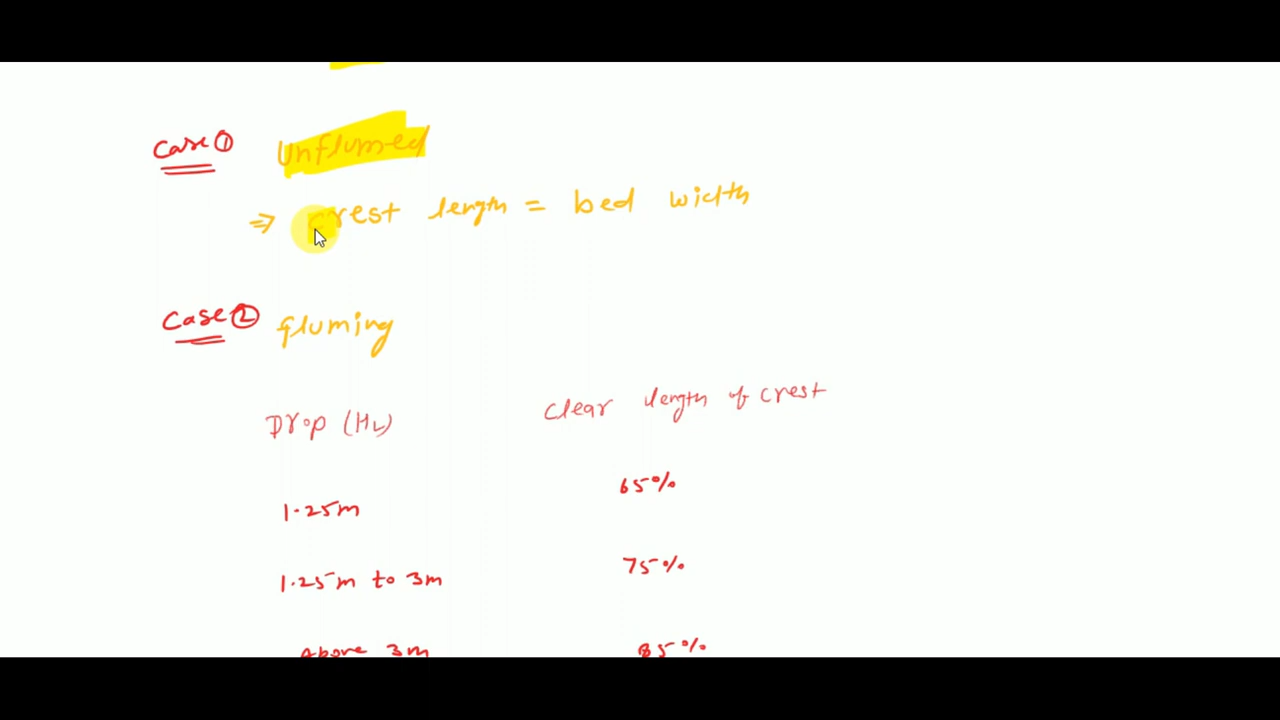 Case ① Unflumed
⇒ crest length = bed width
Case ② fluming
Drop (HL) Clear length of crest
1.25m 65%
1.25m to 3m 75%
Above 3m 85%